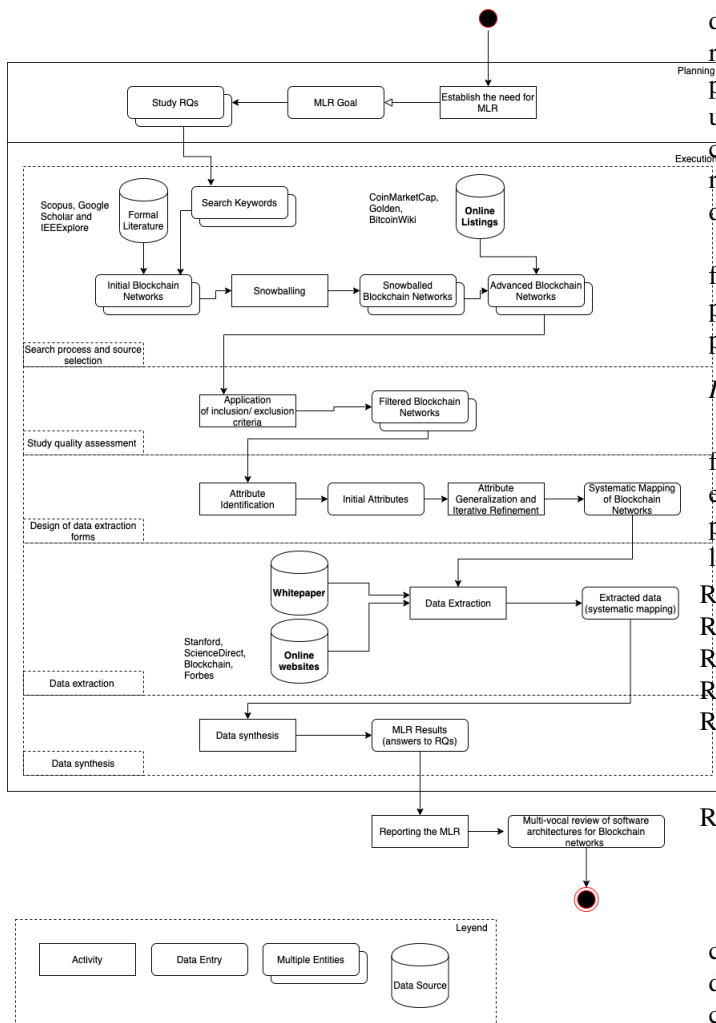 Planning
Study RQs
MLR Goal
Establish the need for
MLR
Execution
Scopus, Google
Scholar and
IEEExplore
Formal
Literature
Search Keywords
CoinMarketCap,
Golden,
BitcoinWiki
Online
Listings
Initial Blockchain
Networks
Snowballing
Snowballed
Blockchain Networks
Advanced Blockchain
Networks
Search process and source
selection
Application
of inclusion/ exclusion
criteria
Filtered Blockchain
Networks
Study quality assessment
Attribute
Identification
Initial Attributes
Attribute
Generalization and
Iterative Refinement
Systematic Mapping
of Blockchain
Networks
Design of data extraction
forms
Whitepaper
Data Extraction
Extracted data
(systematic mapping)
Stanford,
ScienceDirect,
Blockchain,
Forbes
Online
websites
Data extraction
Data synthesis
MLR Results
(answers to RQs)
Data synthesis
Reporting the MLR
Multi-vocal review of software
architectures for Blockchain
networks
Leyend
Activity
Data Entry
Multiple Entities
Data Source